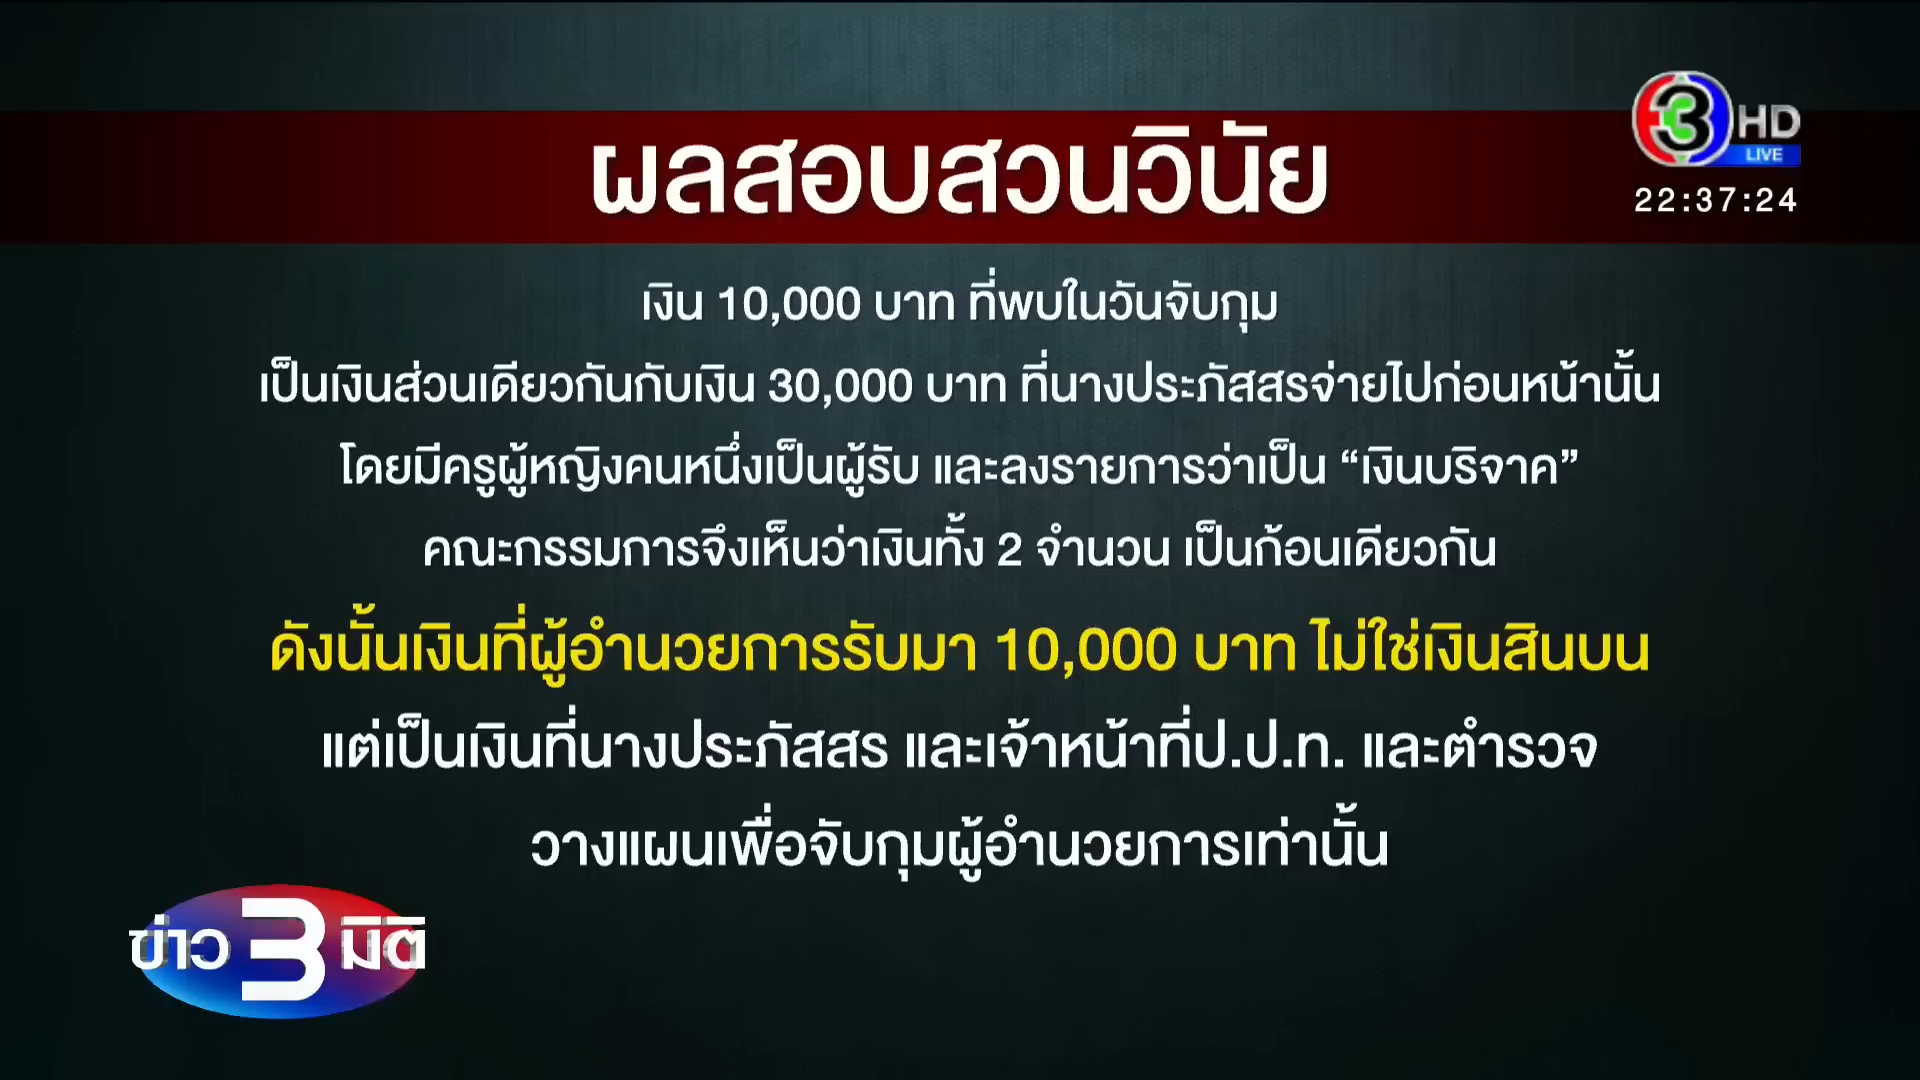 3 HD
LIVE
ผลสอบสวนวินัย
22:37:24
เงิน 10,000 บาท ที่พบในวันจับกุม
เป็นเงินส่วนเดียวกันกับเงิน 30,000 บาท ที่นางประภัสสรจ่ายไปก่อนหน้านั้น
โดยมีครูผู้หญิงคนหนึ่งเป็นผู้รับ และลงรายการว่าเป็น “เงินบริจาค”
คณะกรรมการจึงเห็นว่าเงินทั้ง 2 จำนวน เป็นก้อนเดียวกัน
ดังนั้นเงินที่ผู้อำนวยการรับมา 10,000 บาท ไม่ใช่เงินสินบน
แต่เป็นเงินที่นางประภัสสร และเจ้าหน้าที่ป.ป.ท. และตำรวจ
วางแผนเพื่อจับกุมผู้อำนวยการเท่านั้น
ข่าว 3 มิติ